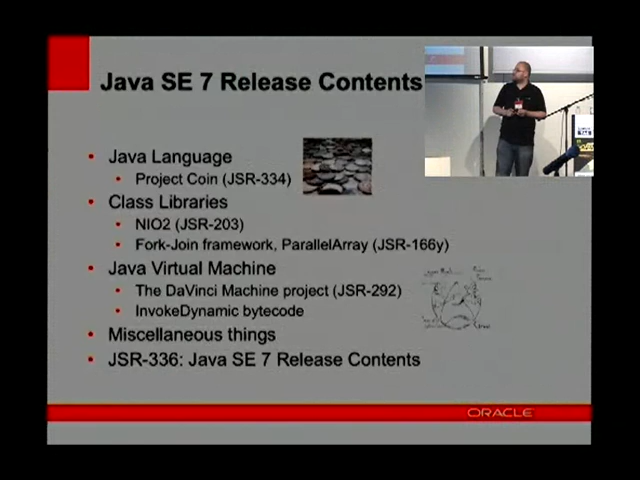 Java SE 7 Release Contents
Java Language
Project Coin (JSR-334)
Class Libraries
NIO2 (JSR-203)
Fork-Join framework, ParallelArray (JSR-166y)
Java Virtual Machine
The DaVinci Machine project (JSR-292)
InvokeDynamic bytecode
Miscellaneous things
JSR-336: Java SE 7 Release Contents
ORACLE